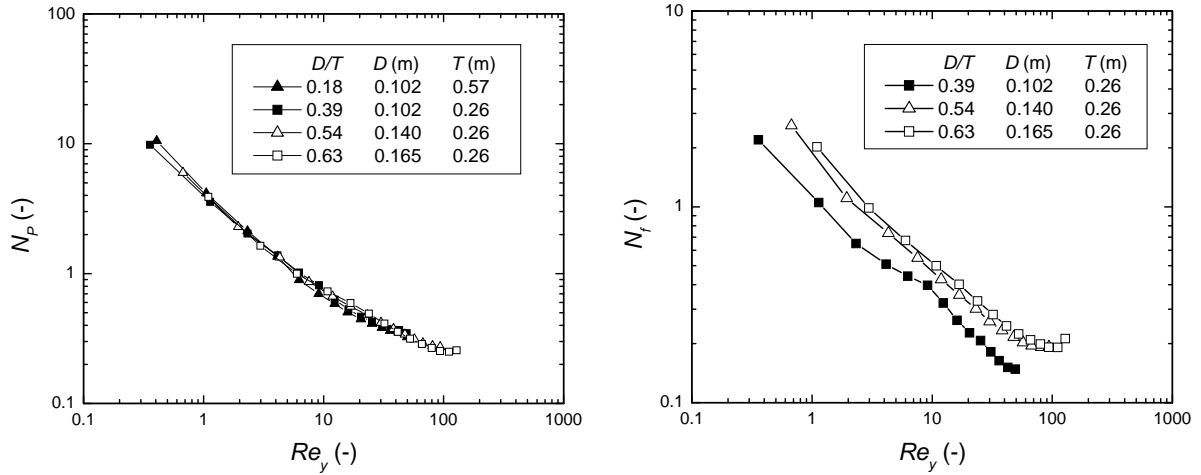 100
10
1
0.1
N_P (-)
D/T D (m) T (m)
0.18 0.102 0.57
0.39 0.102 0.26
0.54 0.140 0.26
0.63 0.165 0.26
0.1 1 10 100 1000
Re_y (-)
10
1
0.1
N_f (-)
D/T D (m) T (m)
0.39 0.102 0.26
0.54 0.140 0.26
0.63 0.165 0.26
0.1 1 10 100 1000
Re_y (-)